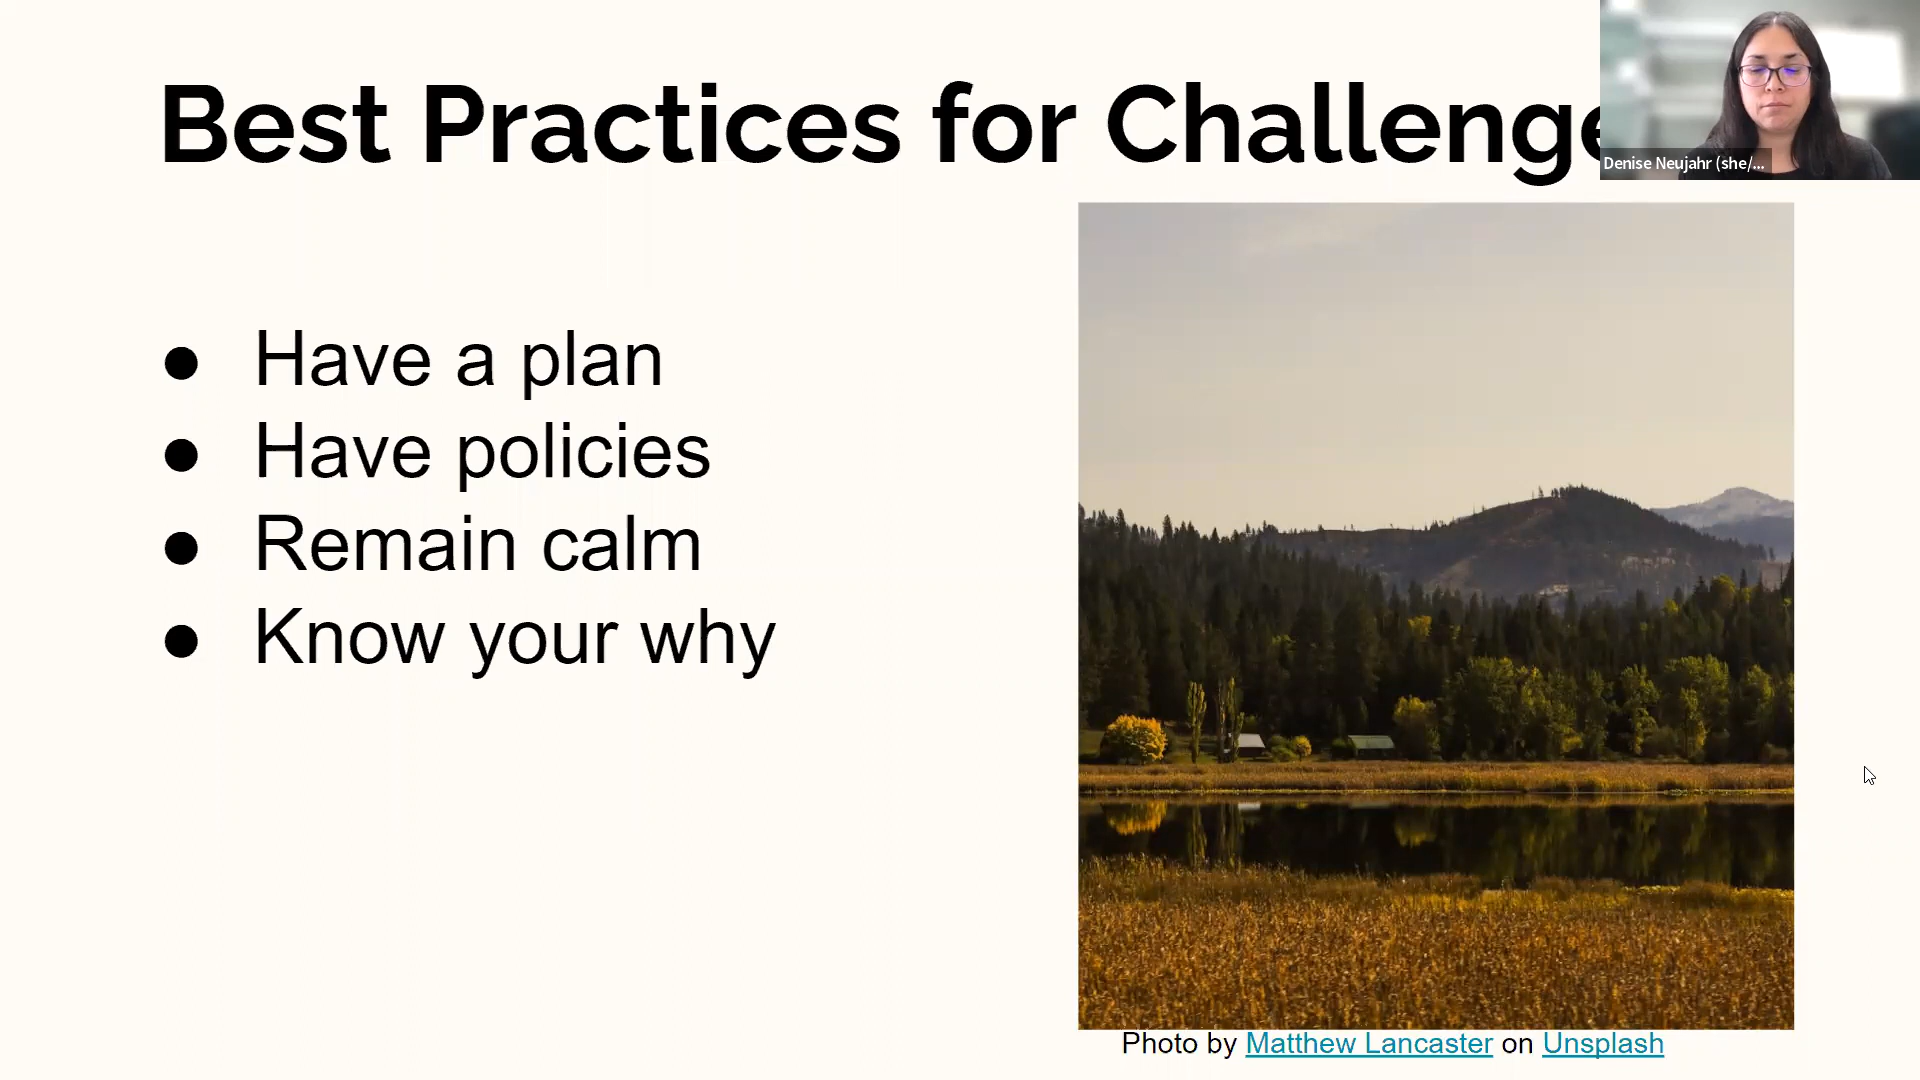 Best Practices for Challenge
Denise Neujahr (she/...
● Have a plan
● Have policies
● Remain calm
● Know your why
Photo by Matthew Lancaster on Unsplash